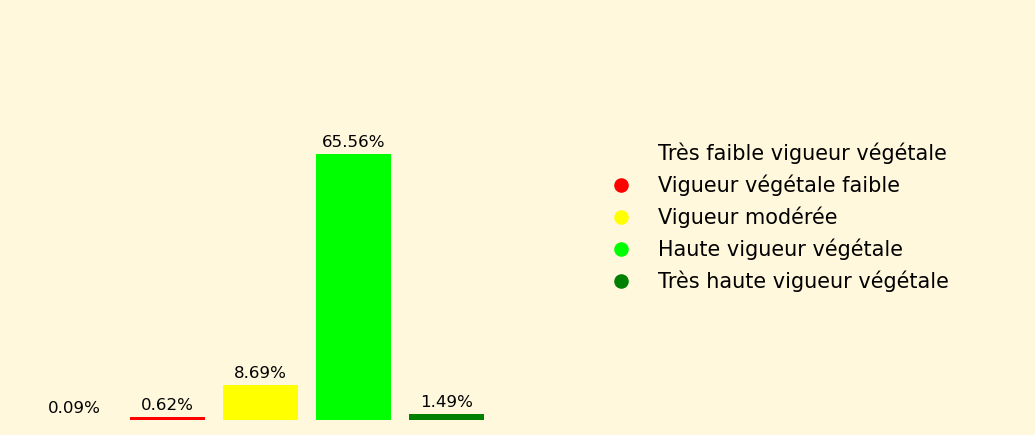 65.56%
8.69%
1.49%
0.62%
0.09%
Très faible vigueur végétale
Vigueur végétale faible
Vigueur modérée
Haute vigueur végétale
Très haute vigueur végétale